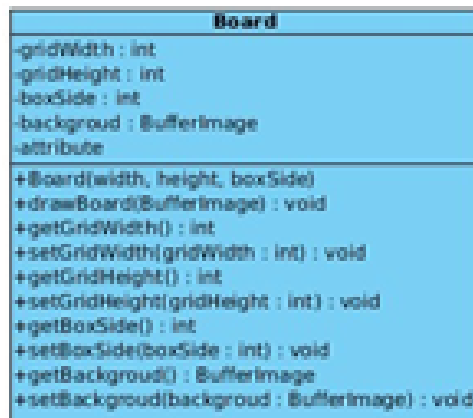 Board
-gridWidth : int
-gridHeight : int
-boxSide : int
-backgroud : BufferImage
-attribute
+Board(width, height, boxSide)
+drawBoard(BufferImage) : void
+getGridWidth() : int
+setGridWidth(gridWidth : int) : void
+getGridHeight() : int
+setGridHeight(gridHeight : int) : void
+getBoxSide() : int
+setBoxSide(boxSide : int) : void
+getBackgroud() : BufferImage
+setBackgroud(backgroud : BufferImage) : void